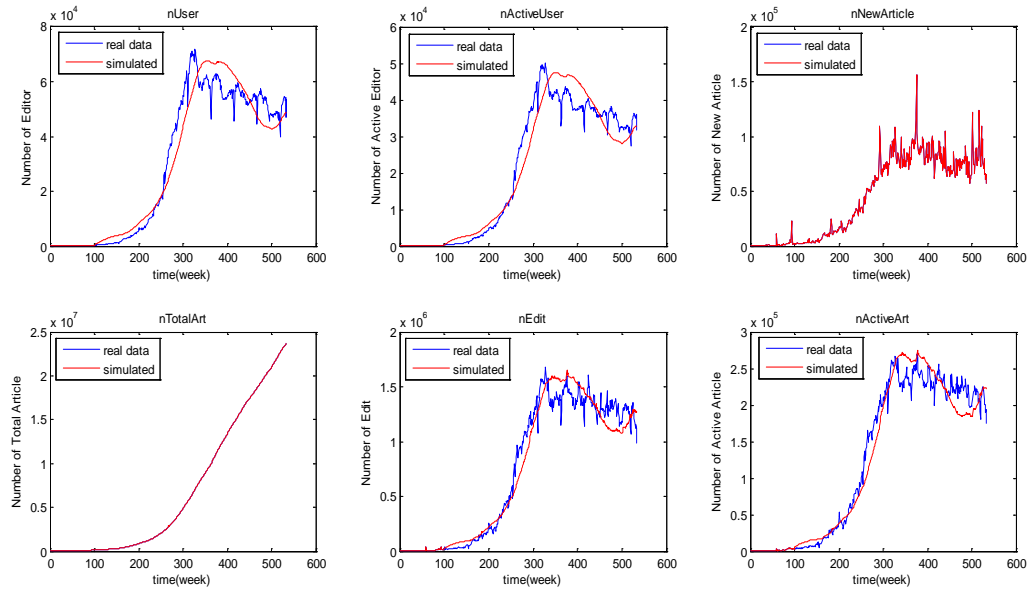 nUser
x 10^4
8
6
4
2
0
Number of Editor
real data
simulated
0 100 200 300 400 500 600
time(week)
nActiveUser
x 10^4
6
5
4
3
2
1
0
Number of Active Editor
real data
simulated
0 100 200 300 400 500 600
time(week)
nNewArticle
x 10^5
2
1.5
1
0.5
0
Number of New Article
real data
simulated
0 100 200 300 400 500 600
time(week)
nTotalArt
x 10^7
2.5
2
1.5
1
0.5
0
Number of Total Article
real data
simulated
0 100 200 300 400 500 600
time(week)
nEdit
x 10^6
2
1.5
1
0.5
0
Number of Edit
real data
simulated
0 100 200 300 400 500 600
time(week)
nActiveArt
x 10^5
3
2.5
2
1.5
1
0.5
0
Number of Active Article
real data
simulated
0 100 200 300 400 500 600
time(week)